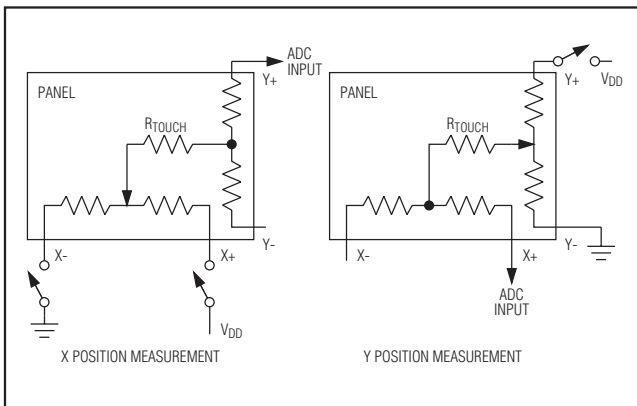 ADC
INPUT
Y+
PANEL
RTOUCH
X-
X+
Y-
VDD
X POSITION MEASUREMENT
Y+
VDD
PANEL
RTOUCH
X-
X+
Y-
ADC
INPUT
Y POSITION MEASUREMENT